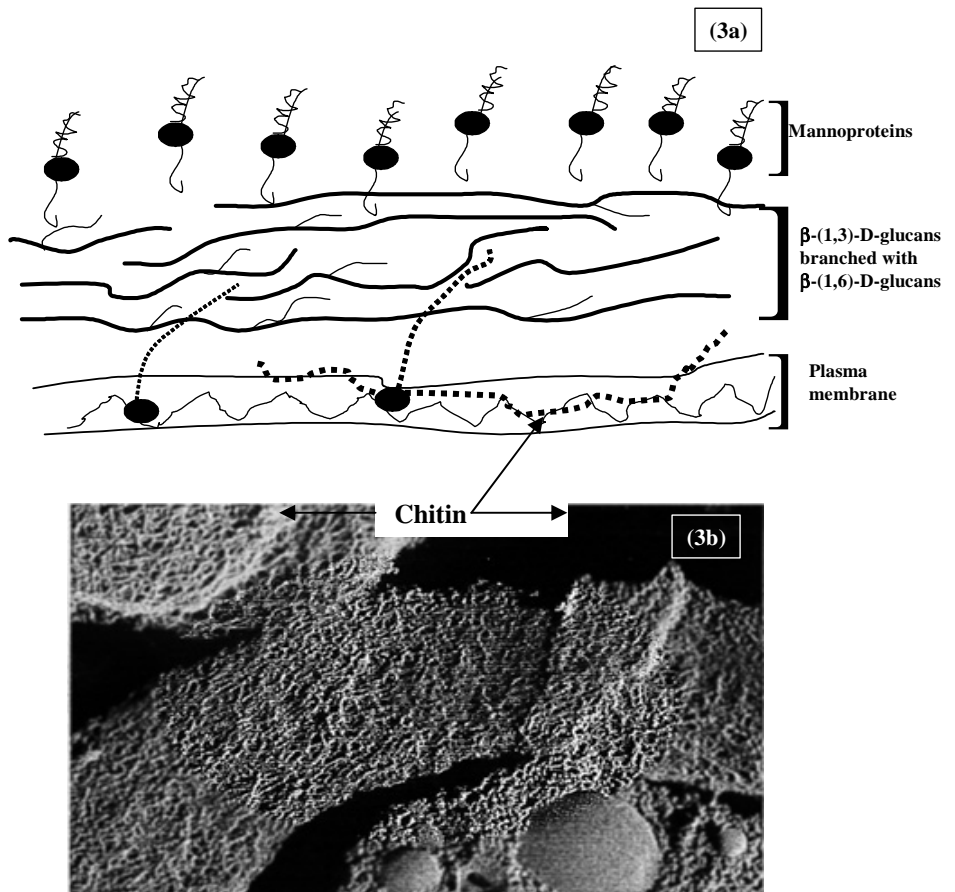 (3a)
Mannoproteins
β-(1,3)-D-glucans
branched with
β-(1,6)-D-glucans
Plasma
membrane
Chitin
(3b)